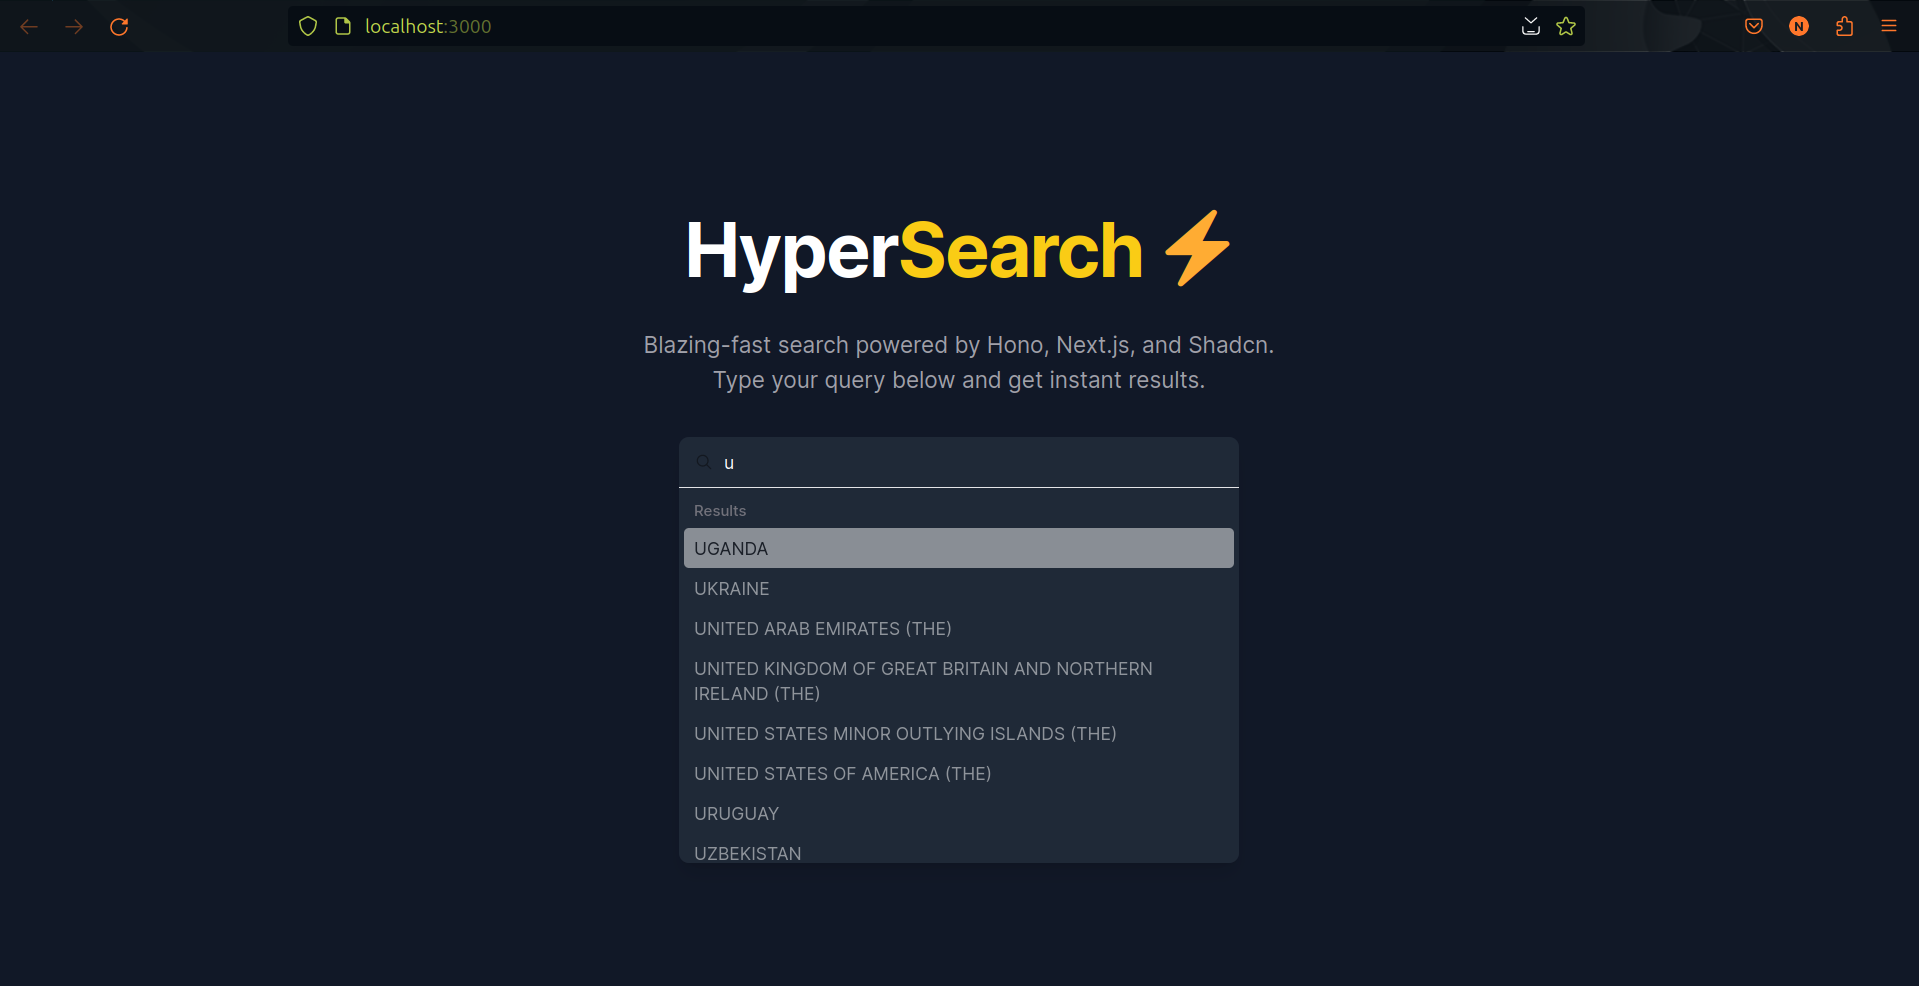 localhost:3000
N
HyperSearch⚡
Blazing-fast search powered by Hono, Next.js, and Shadcn.
Type your query below and get instant results.
u
Results
UGANDA
UKRAINE
UNITED ARAB EMIRATES (THE)
UNITED KINGDOM OF GREAT BRITAIN AND NORTHERN
IRELAND (THE)
UNITED STATES MINOR OUTLYING ISLANDS (THE)
UNITED STATES OF AMERICA (THE)
URUGUAY
UZBEKISTAN